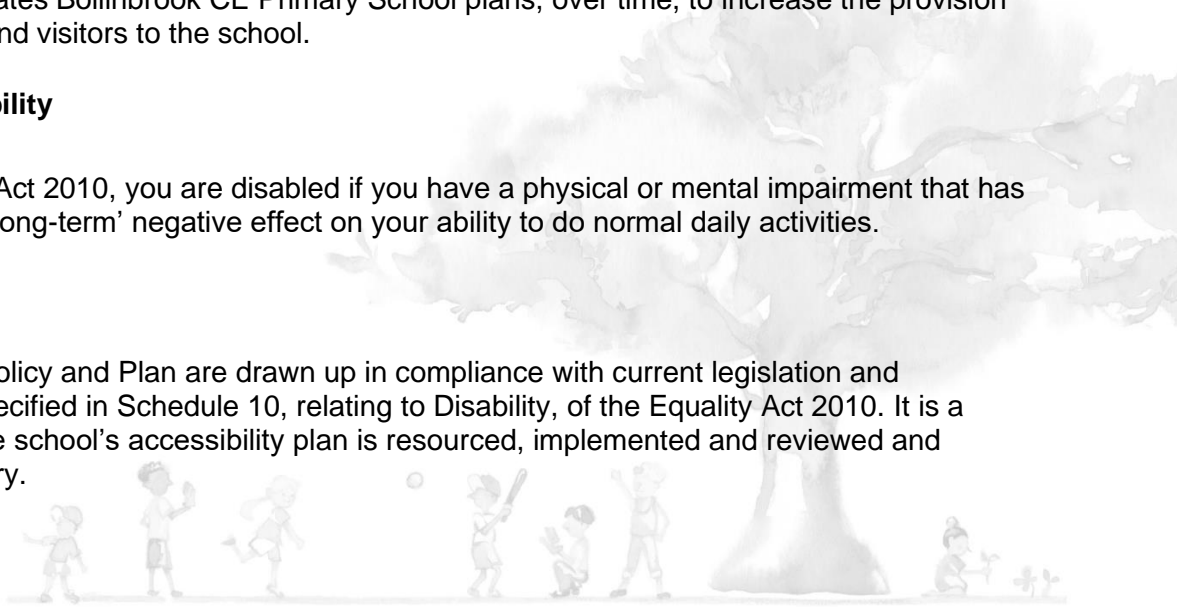 Bollinbrook CE Primary School plans, over time, to increase the provision
nd visitors to the school.
bility
Act 2010, you are disabled if you have a physical or mental impairment that has
ong-term’ negative effect on your ability to do normal daily activities.
olicy and Plan are drawn up in compliance with current legislation and
ecified in Schedule 10, relating to Disability, of the Equality Act 2010. It is a
e school’s accessibility plan is resourced, implemented and reviewed and
ry.